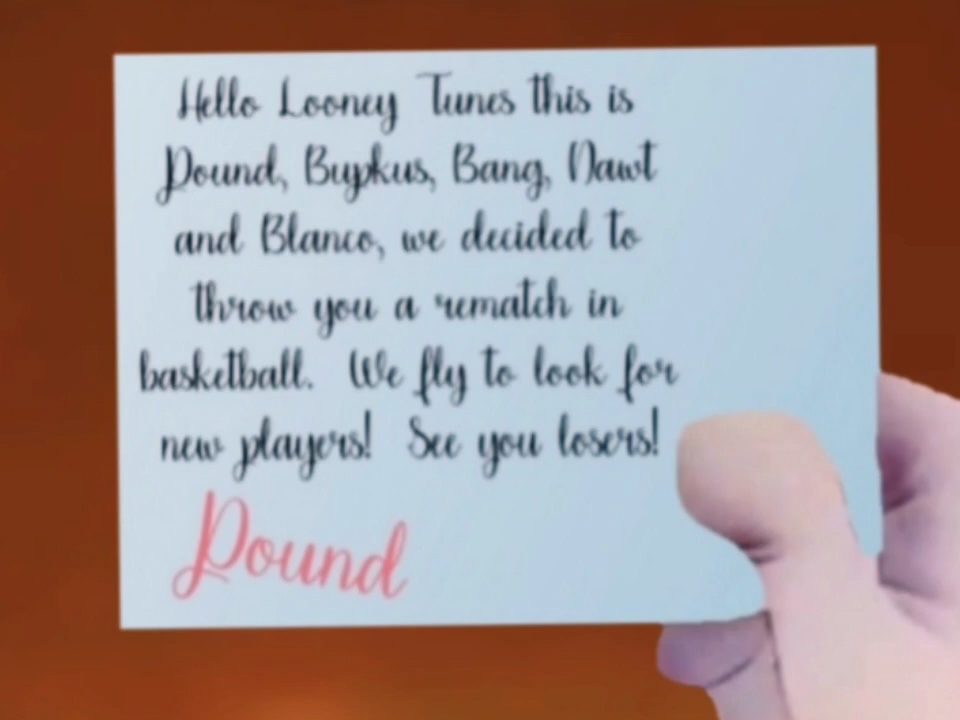 Hello Looney Tunes this is
Pound, Bupkus, Bang, Nawt
and Blanco, we decided to
throw you a rematch in
basketball. We fly to look for
new players! See you losers!
Pound